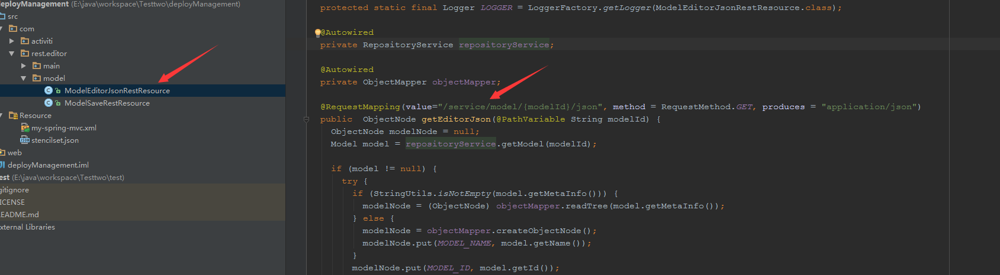 deployManagement (E:\java\workspace\Testtwo\deployManagement)
src
com
activiti
rest.editor
main
model
ModelEditorJsonRestResource
ModelSaveRestResource
Resource
my-spring-mvc.xml
stencilset.json
web
deployManagement.iml
est (E:\java\workspace\Testtwo\test)
gitignore
ICENSE
EADME.md
xternal Libraries
protected static final Logger LOGGER = LoggerFactory.getLogger(ModelEditorJsonRestResource.class);
@Autowired
private RepositoryService repositoryService;
@Autowired
private ObjectMapper objectMapper;
@RequestMapping(value="/service/model/{modelId}/json", method = RequestMethod.GET, produces = "application/json")
public ObjectNode getEditorJson(@PathVariable String modelId) {
ObjectNode modelNode = null;
Model model = repositoryService.getModel(modelId);
if (model != null) {
try {
if (StringUtils.isNotEmpty(model.getMetaInfo())) {
modelNode = (ObjectNode) objectMapper.readTree(model.getMetaInfo());
} else {
modelNode = objectMapper.createObjectNode();
modelNode.put(MODEL_NAME, model.getName());
}
modelNode.put(MODEL_ID, model.getId());